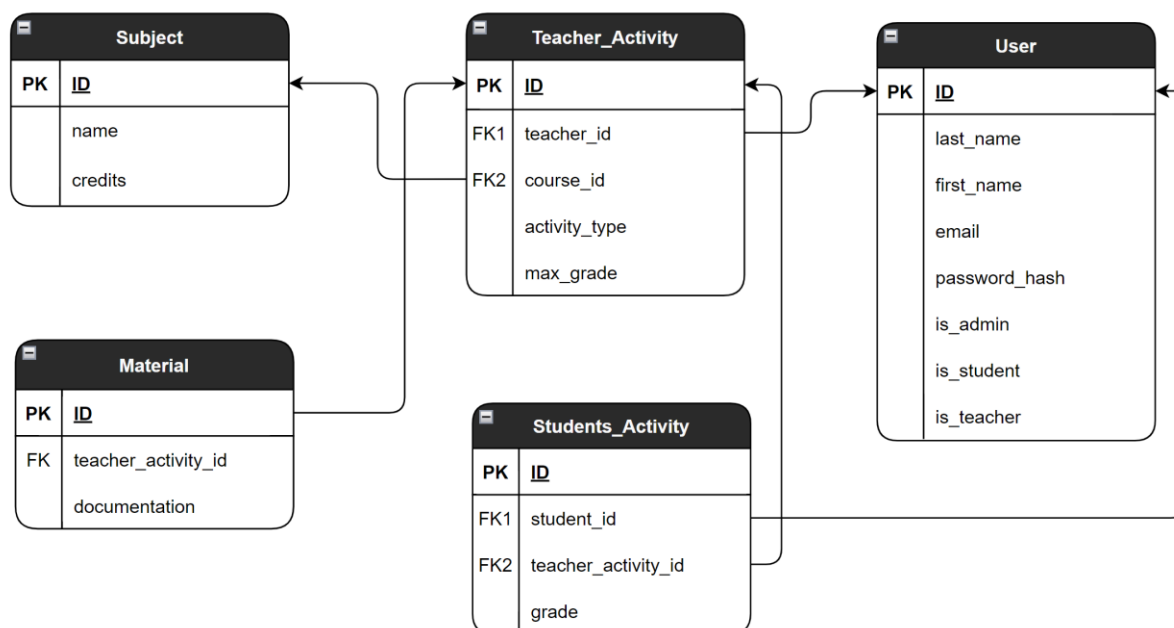 Subject
PK ID
name
credits
Teacher_Activity
PK ID
FK1 teacher_id
FK2 course_id
activity_type
max_grade
User
PK ID
last_name
first_name
email
password_hash
is_admin
is_student
is_teacher
Material
PK ID
FK teacher_activity_id
documentation
Students_Activity
PK ID
FK1 student_id
FK2 teacher_activity_id
grade